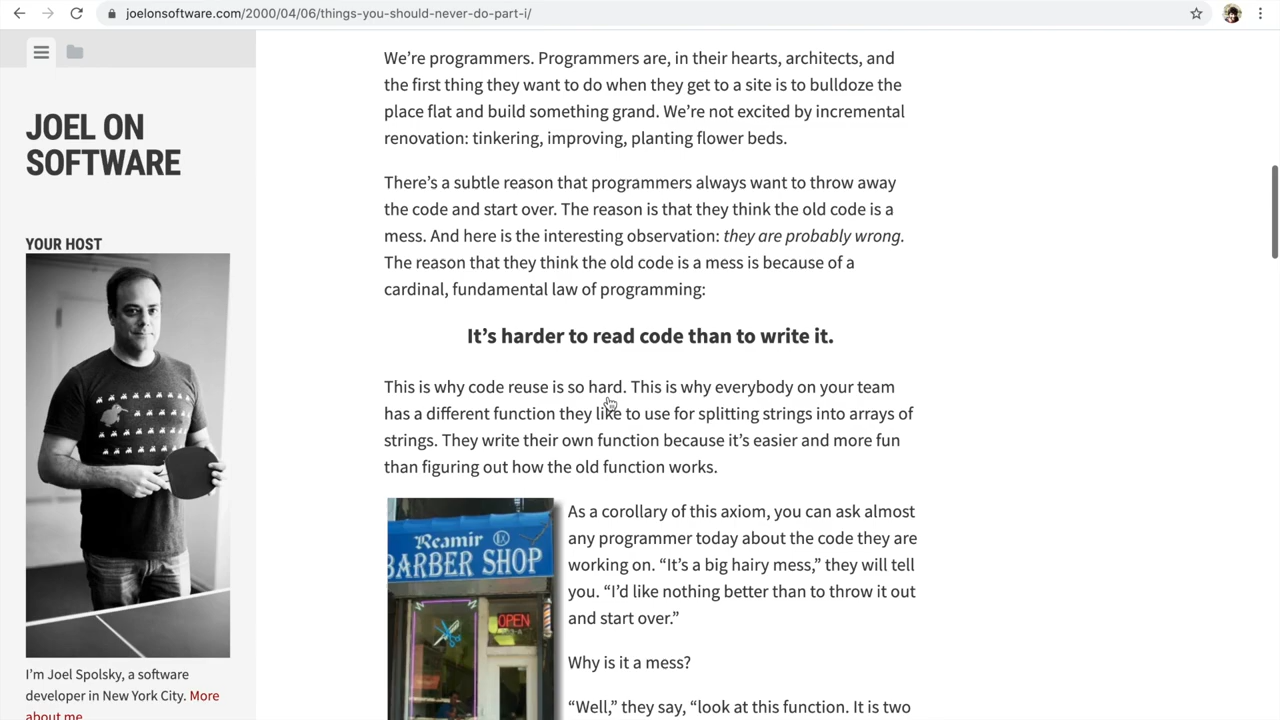 joelonsoftware.com/2000/04/06/things-you-should-never-do-part-i/
JOEL ON
SOFTWARE
YOUR HOST
I’m Joel Spolsky, a software
developer in New York City. More
about me.
We’re programmers. Programmers are, in their hearts, architects, and
the first thing they want to do when they get to a site is to bulldoze the
place flat and build something grand. We’re not excited by incremental
renovation: tinkering, improving, planting flower beds.
There’s a subtle reason that programmers always want to throw away
the code and start over. The reason is that they think the old code is a
mess. And here is the interesting observation: they are probably wrong.
The reason that they think the old code is a mess is because of a
cardinal, fundamental law of programming:
It’s harder to read code than to write it.
This is why code reuse is so hard. This is why everybody on your team
has a different function they like to use for splitting strings into arrays of
strings. They write their own function because it’s easier and more fun
than figuring out how the old function works.
Reamir
BARBER SHOP
OPEN
As a corollary of this axiom, you can ask almost
any programmer today about the code they are
working on. “It’s a big hairy mess,” they will tell
you. “I’d like nothing better than to throw it out
and start over.”
Why is it a mess?
“Well,” they say, “look at this function. It is two